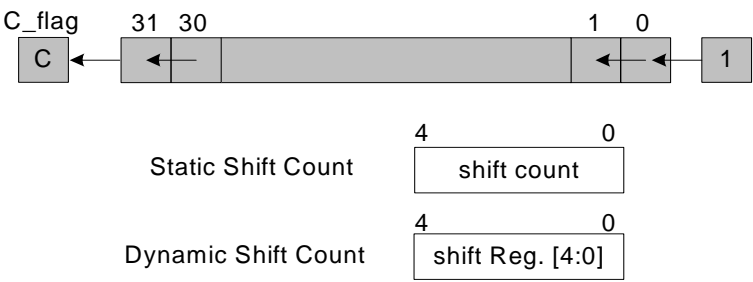 C_flag 31 30 1 0
C 1
4 0
Static Shift Count shift count
4 0
Dynamic Shift Count shift Reg. [4:0]